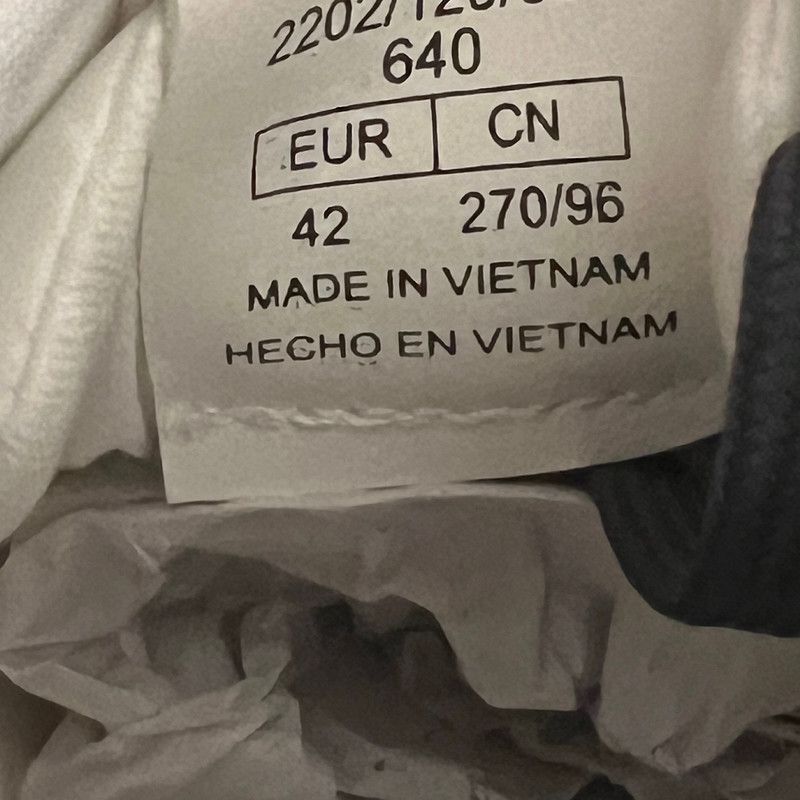 640
EUR CN
42 270/96
MADE IN VIETNAM
HECHO EN VIETNAM